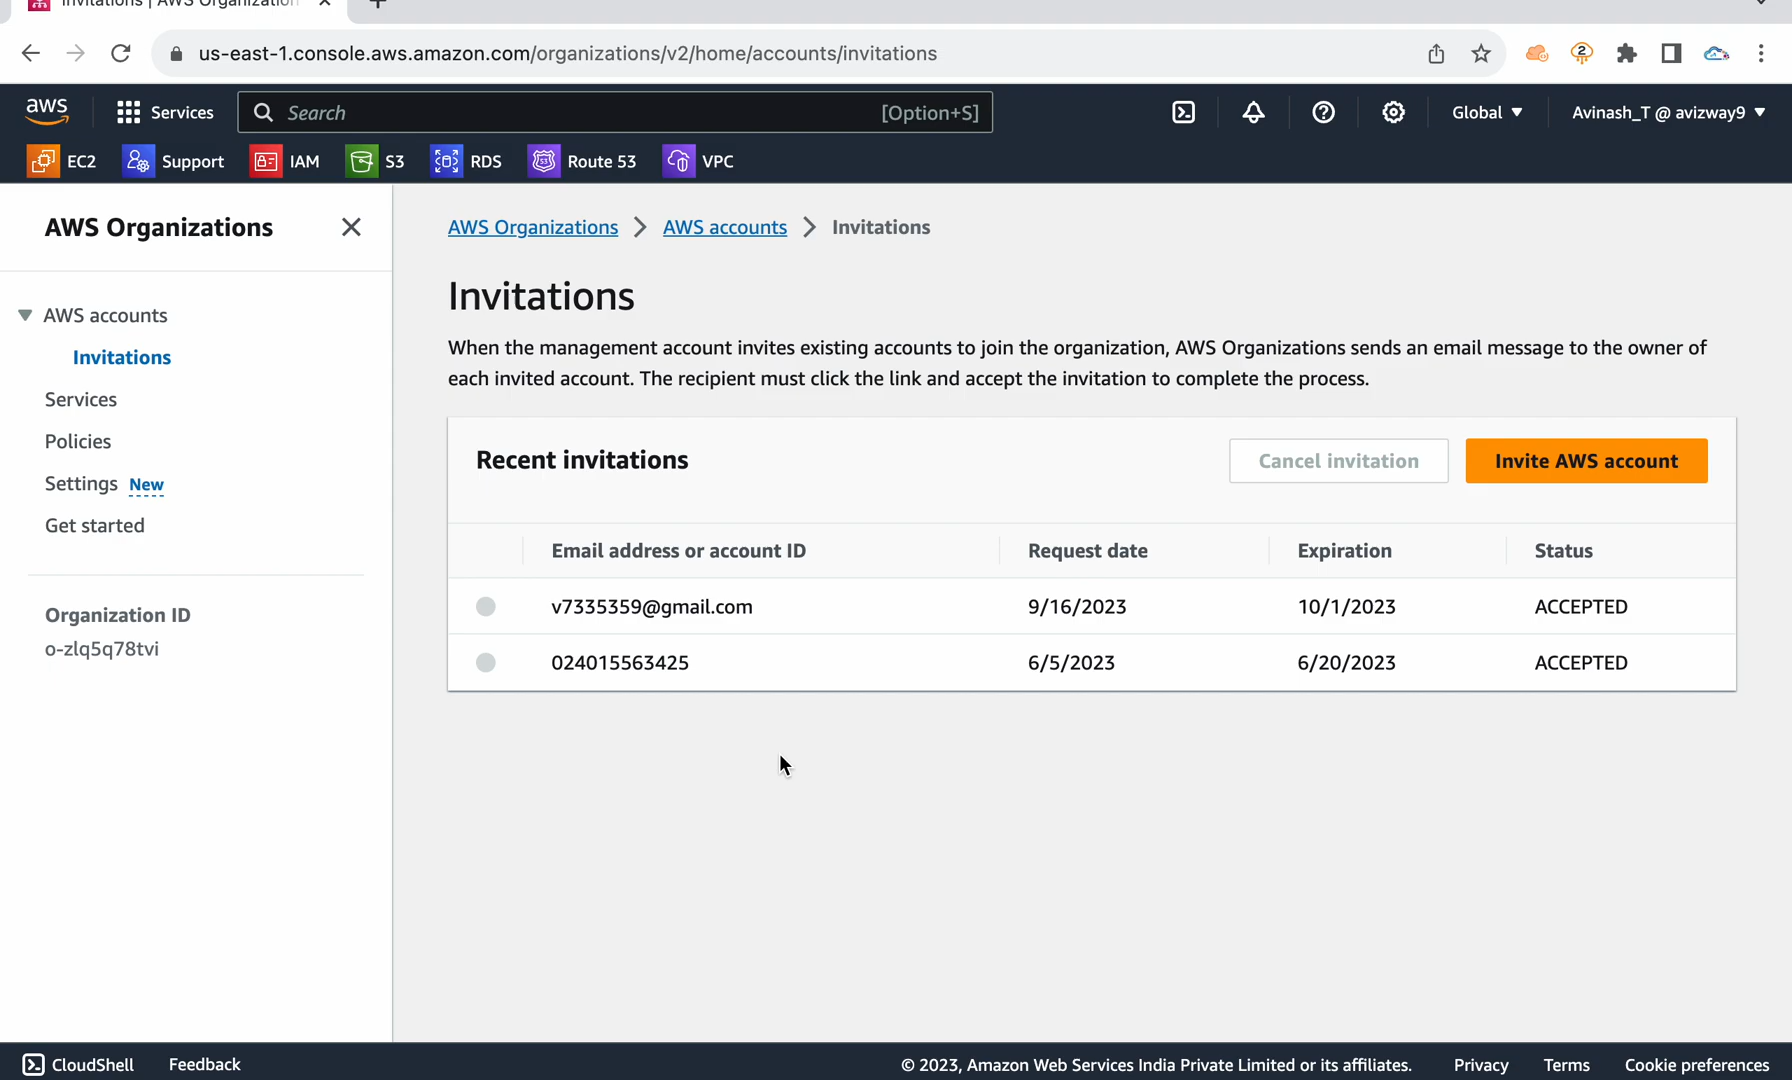 Invitations | AWS Organization
us-east-1.console.aws.amazon.com/organizations/v2/home/accounts/invitations
2
aws
Services
Search
[Option+S]
Global
Avinash_T @ avizway9
EC2
Support
IAM
S3
RDS
53
Route 53
VPC
AWS Organizations
AWS accounts
Invitations
Services
Policies
Settings New
Get started
Organization ID
o-zlq5q78tvi
AWS Organizations
AWS accounts
Invitations
Invitations
When the management account invites existing accounts to join the organization, AWS Organizations sends an email message to the owner of
each invited account. The recipient must click the link and accept the invitation to complete the process.
Recent invitations
Cancel invitation
Invite AWS account
Email address or account ID
Request date
Expiration
Status
v7335359@gmail.com
9/16/2023
10/1/2023
ACCEPTED
024015563425
6/5/2023
6/20/2023
ACCEPTED
CloudShell
Feedback
© 2023, Amazon Web Services India Private Limited or its affiliates.
Privacy
Terms
Cookie preferences